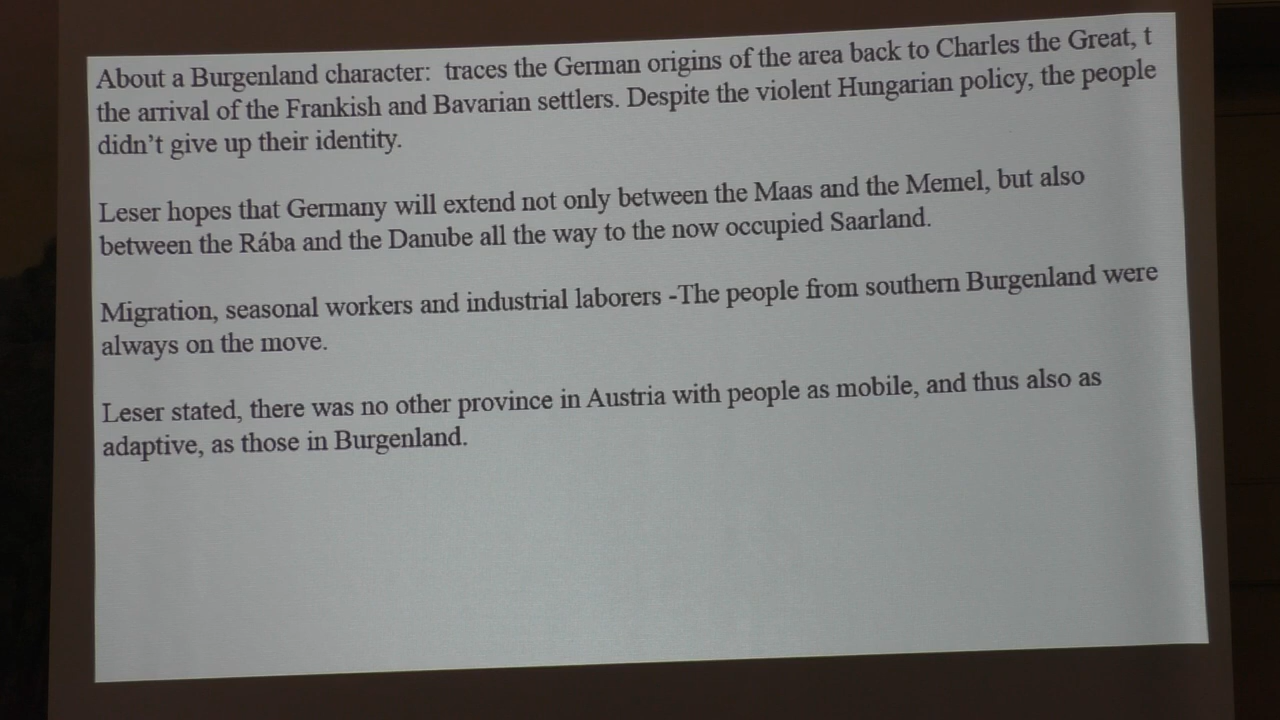 About a Burgenland character: traces the German origins of the area back to Charles the Great, t
the arrival of the Frankish and Bavarian settlers. Despite the violent Hungarian policy, the people
didn’t give up their identity.
Leser hopes that Germany will extend not only between the Maas and the Memel, but also
between the Rába and the Danube all the way to the now occupied Saarland.
Migration, seasonal workers and industrial laborers -The people from southern Burgenland were
always on the move.
Leser stated, there was no other province in Austria with people as mobile, and thus also as
adaptive, as those in Burgenland.